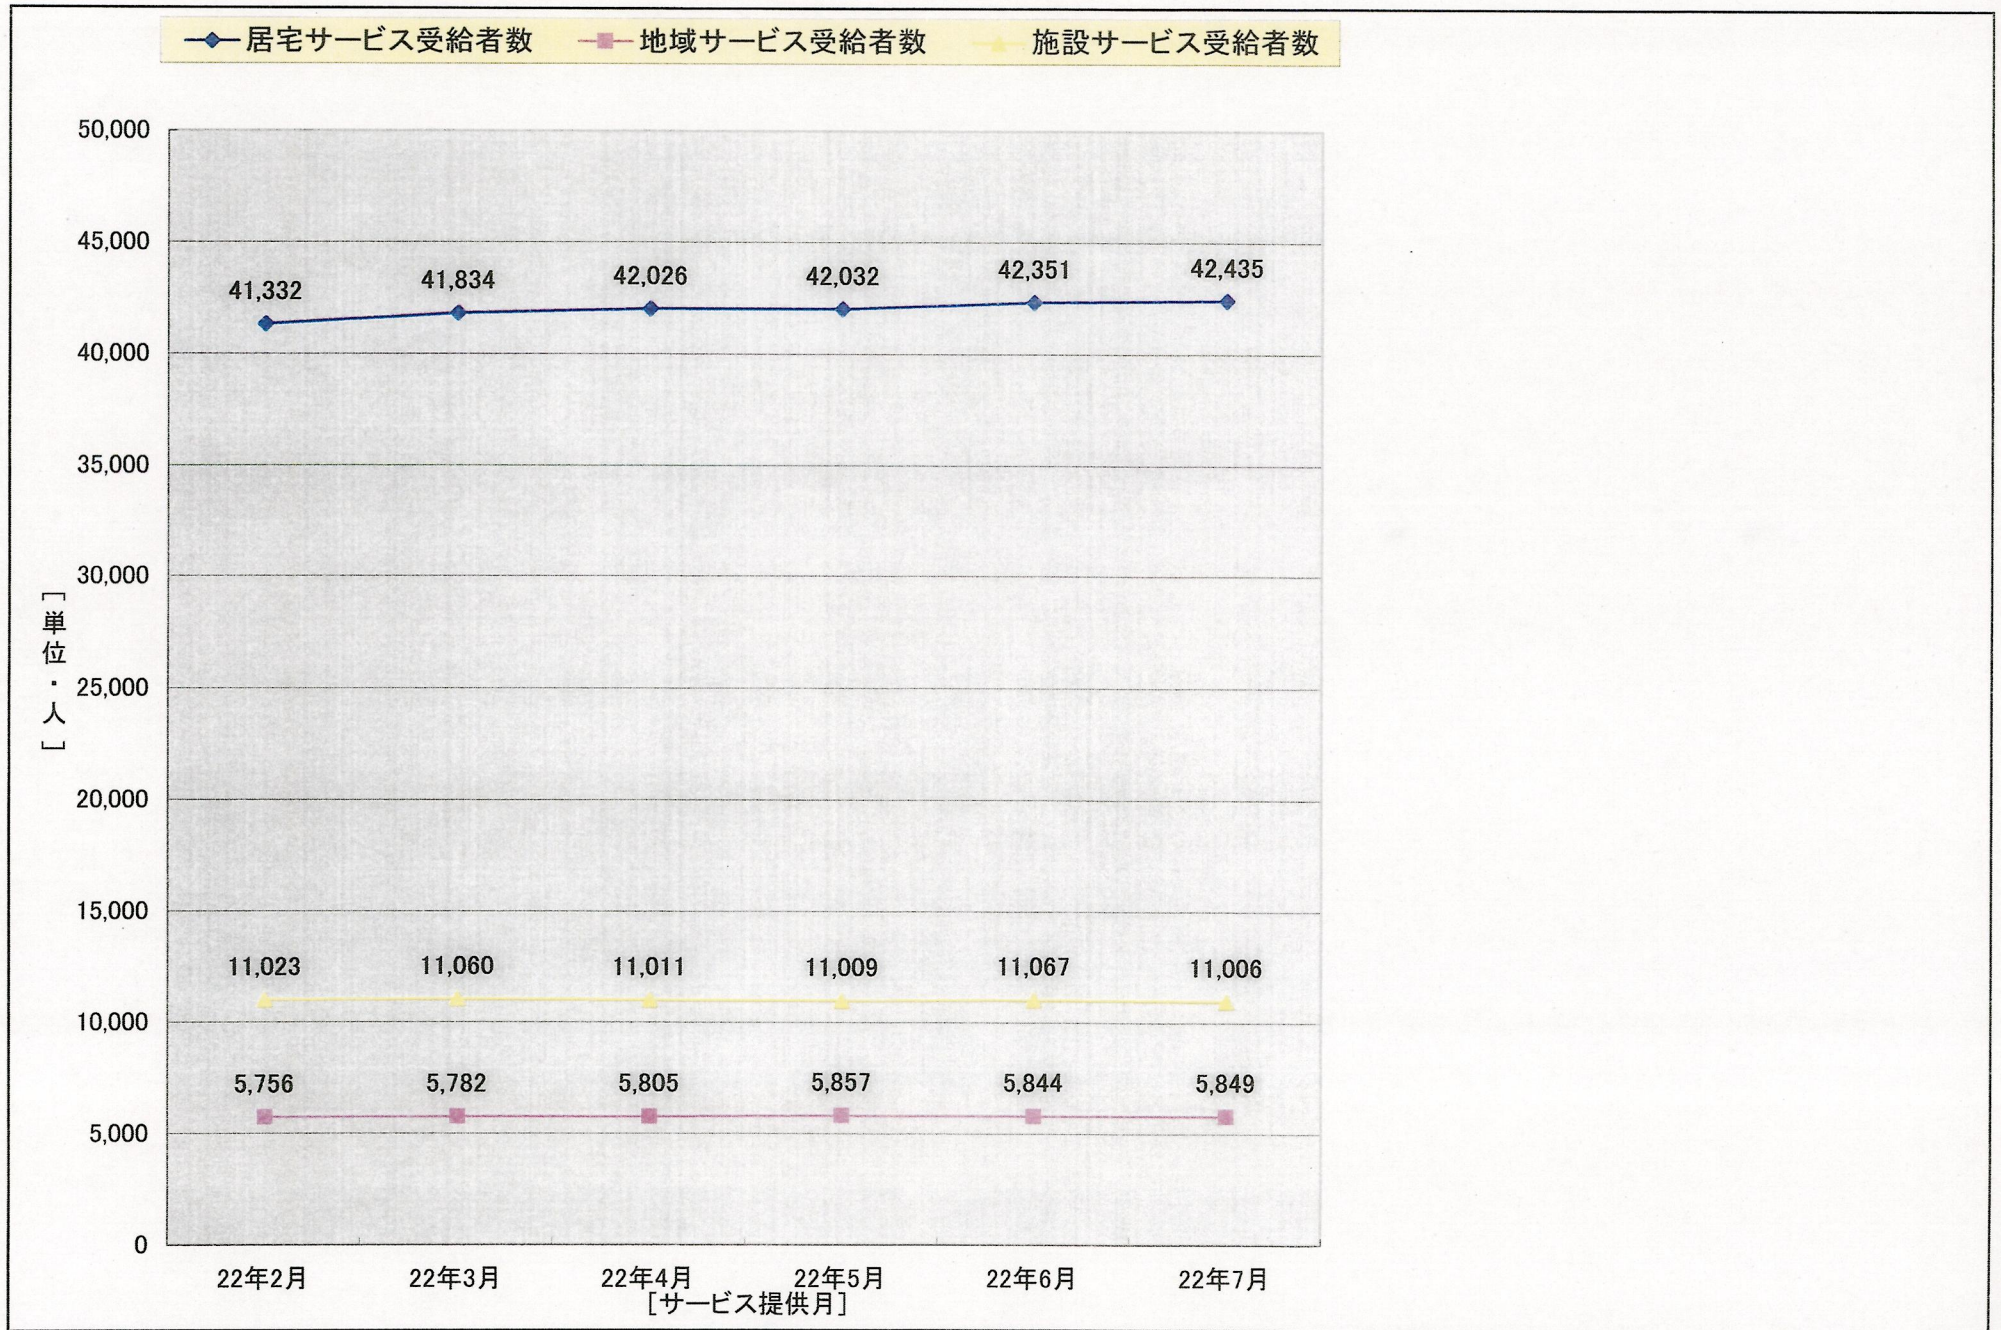 居宅サービス受給者数 地域サービス受給者数 施設サービス受給者数
50,000
45,000
40,000
35,000
30,000
25,000
20,000
15,000
10,000
5,000
0
[単位・人]
41,332 41,834 42,026 42,032 42,351 42,435
11,023 11,060 11,011 11,009 11,067 11,006
5,756 5,782 5,805 5,857 5,844 5,849
22年2月 22年3月 22年4月 22年5月 22年6月 22年7月
[サービス提供月]